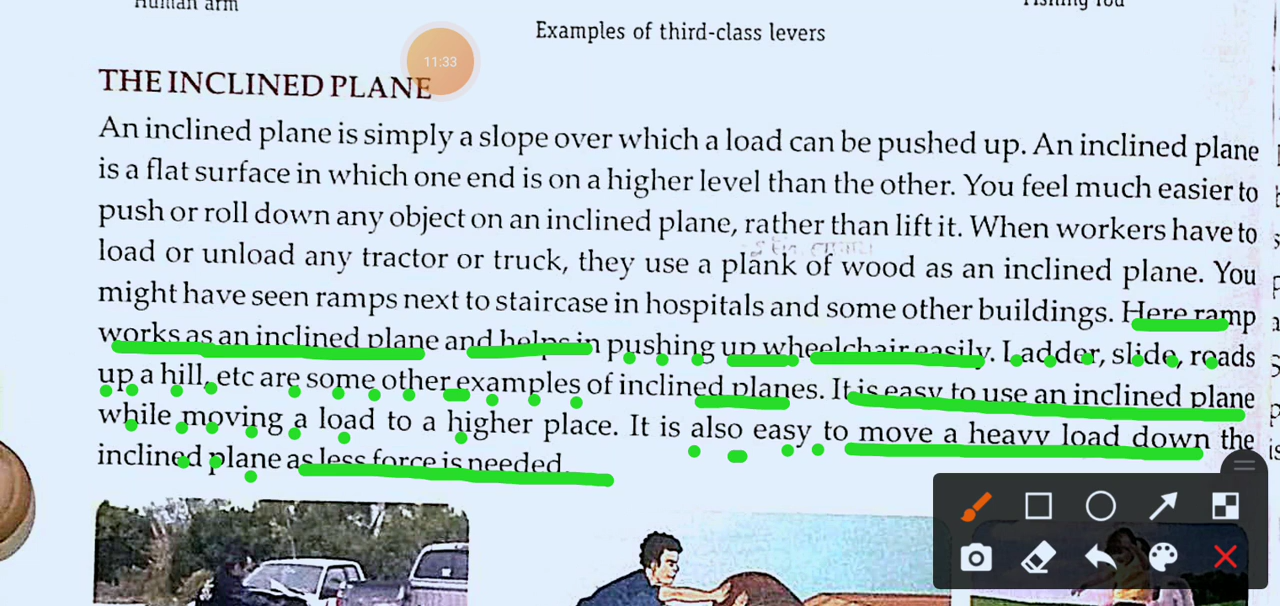 Human arm
Fishing rod
Examples of third-class levers
11:33
THE INCLINED PLANE
An inclined plane is simply a slope over which a load can be pushed up. An inclined plane
is a flat surface in which one end is on a higher level than the other. You feel much easier to
push or roll down any object on an inclined plane, rather than lift it. When workers have to
load or unload any tractor or truck, they use a plank of wood as an inclined plane. You
might have seen ramps next to staircase in hospitals and some other buildings. Here ramp
works as an inclined plane and helps in pushing up wheelchair easily. Ladder, slide, roads
up a hill, etc are some other examples of inclined planes. It is easy to use an inclined plane
while moving a load to a higher place. It is also easy to move a heavy load down the
inclined plane as less force is needed.